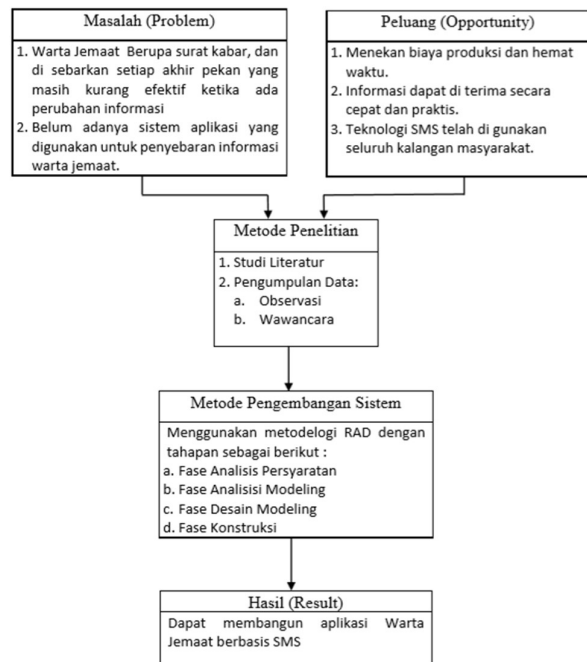 Masalah (Problem)
1. Warta Jemaat Berupa surat kabar, dan
di sebarkan setiap akhir pekan yang
masih kurang efektif ketika ada
perubahan informasi
2. Belum adanya sistem aplikasi yang
digunakan untuk penyebaran informasi
warta jemaat.
Peluang (Opportunity)
1. Menekan biaya produksi dan hemat
waktu.
2. Informasi dapat di terima secara
cepat dan praktis.
3. Teknologi SMS telah di gunakan
seluruh kalangan masyarakat.
Metode Penelitian
1. Studi Literatur
2. Pengumpulan Data:
a. Observasi
b. Wawancara
Metode Pengembangan Sistem
Menggunakan metodelogi RAD dengan
tahapan sebagai berikut :
a. Fase Analisis Persyaratan
b. Fase Analisisi Modeling
c. Fase Desain Modeling
d. Fase Konstruksi
Hasil (Result)
Dapat membangun aplikasi Warta
Jemaat berbasis SMS